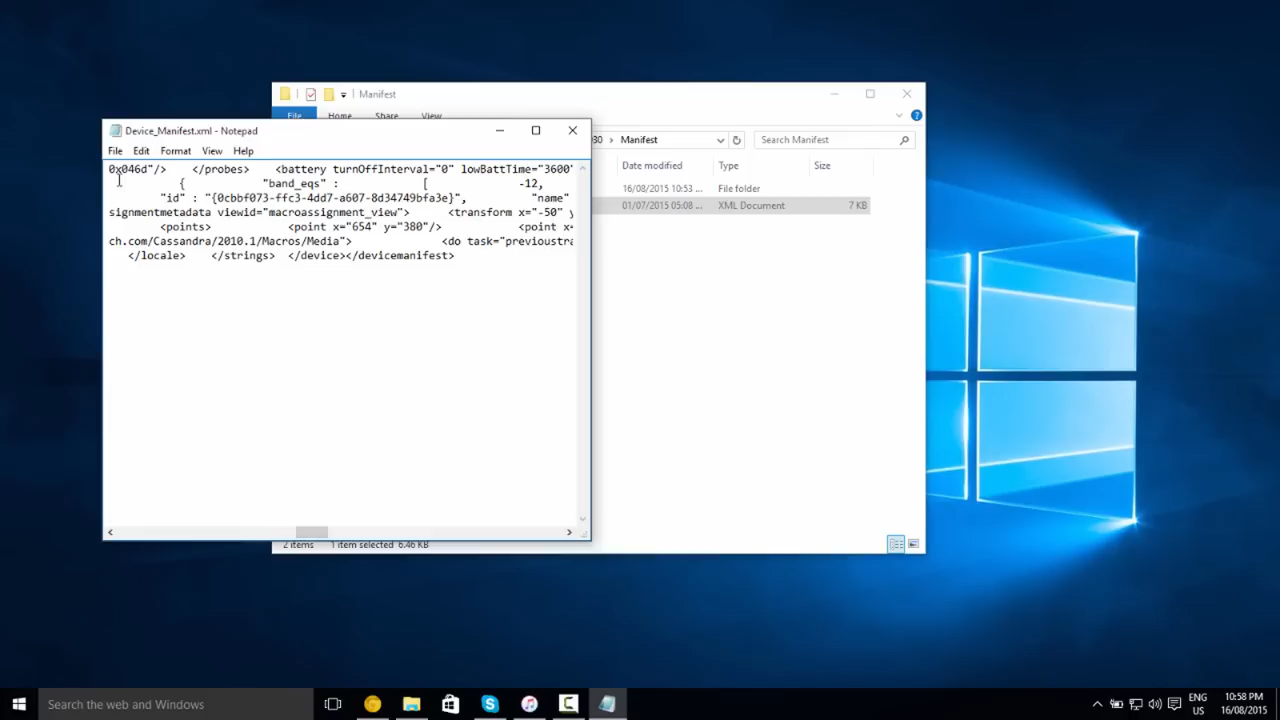 Manifest
File Home Share View
Device_Manifest.xml - Notepad
File Edit Format View Help
030 › Manifest
Search Manifest
Date modified Type Size
16/08/2015 10:53 ... File folder
01/07/2015 05:08 ... XML Document 7 KB
0x046d"/> </probes> <battery turnOffInterval="0" lowBattTime="3600"
{ "band_eqs" : [ -12,
"id" : "{0cbbf073-ffc3-4dd7-a607-8d34749bfa3e}", "name"
signmentmetadata viewid="macroassignment_view"> <transform x="-50" y
<points> <point x="654" y="380"/> <point x=
ch.com/Cassandra/2010.1/Macros/Media"> <do task="previoustra
</locale> </strings> </device></devicemanifest>
2 items 1 item selected 6.46 KB
Search the web and Windows
ENG
US
10:58 PM
16/08/2015